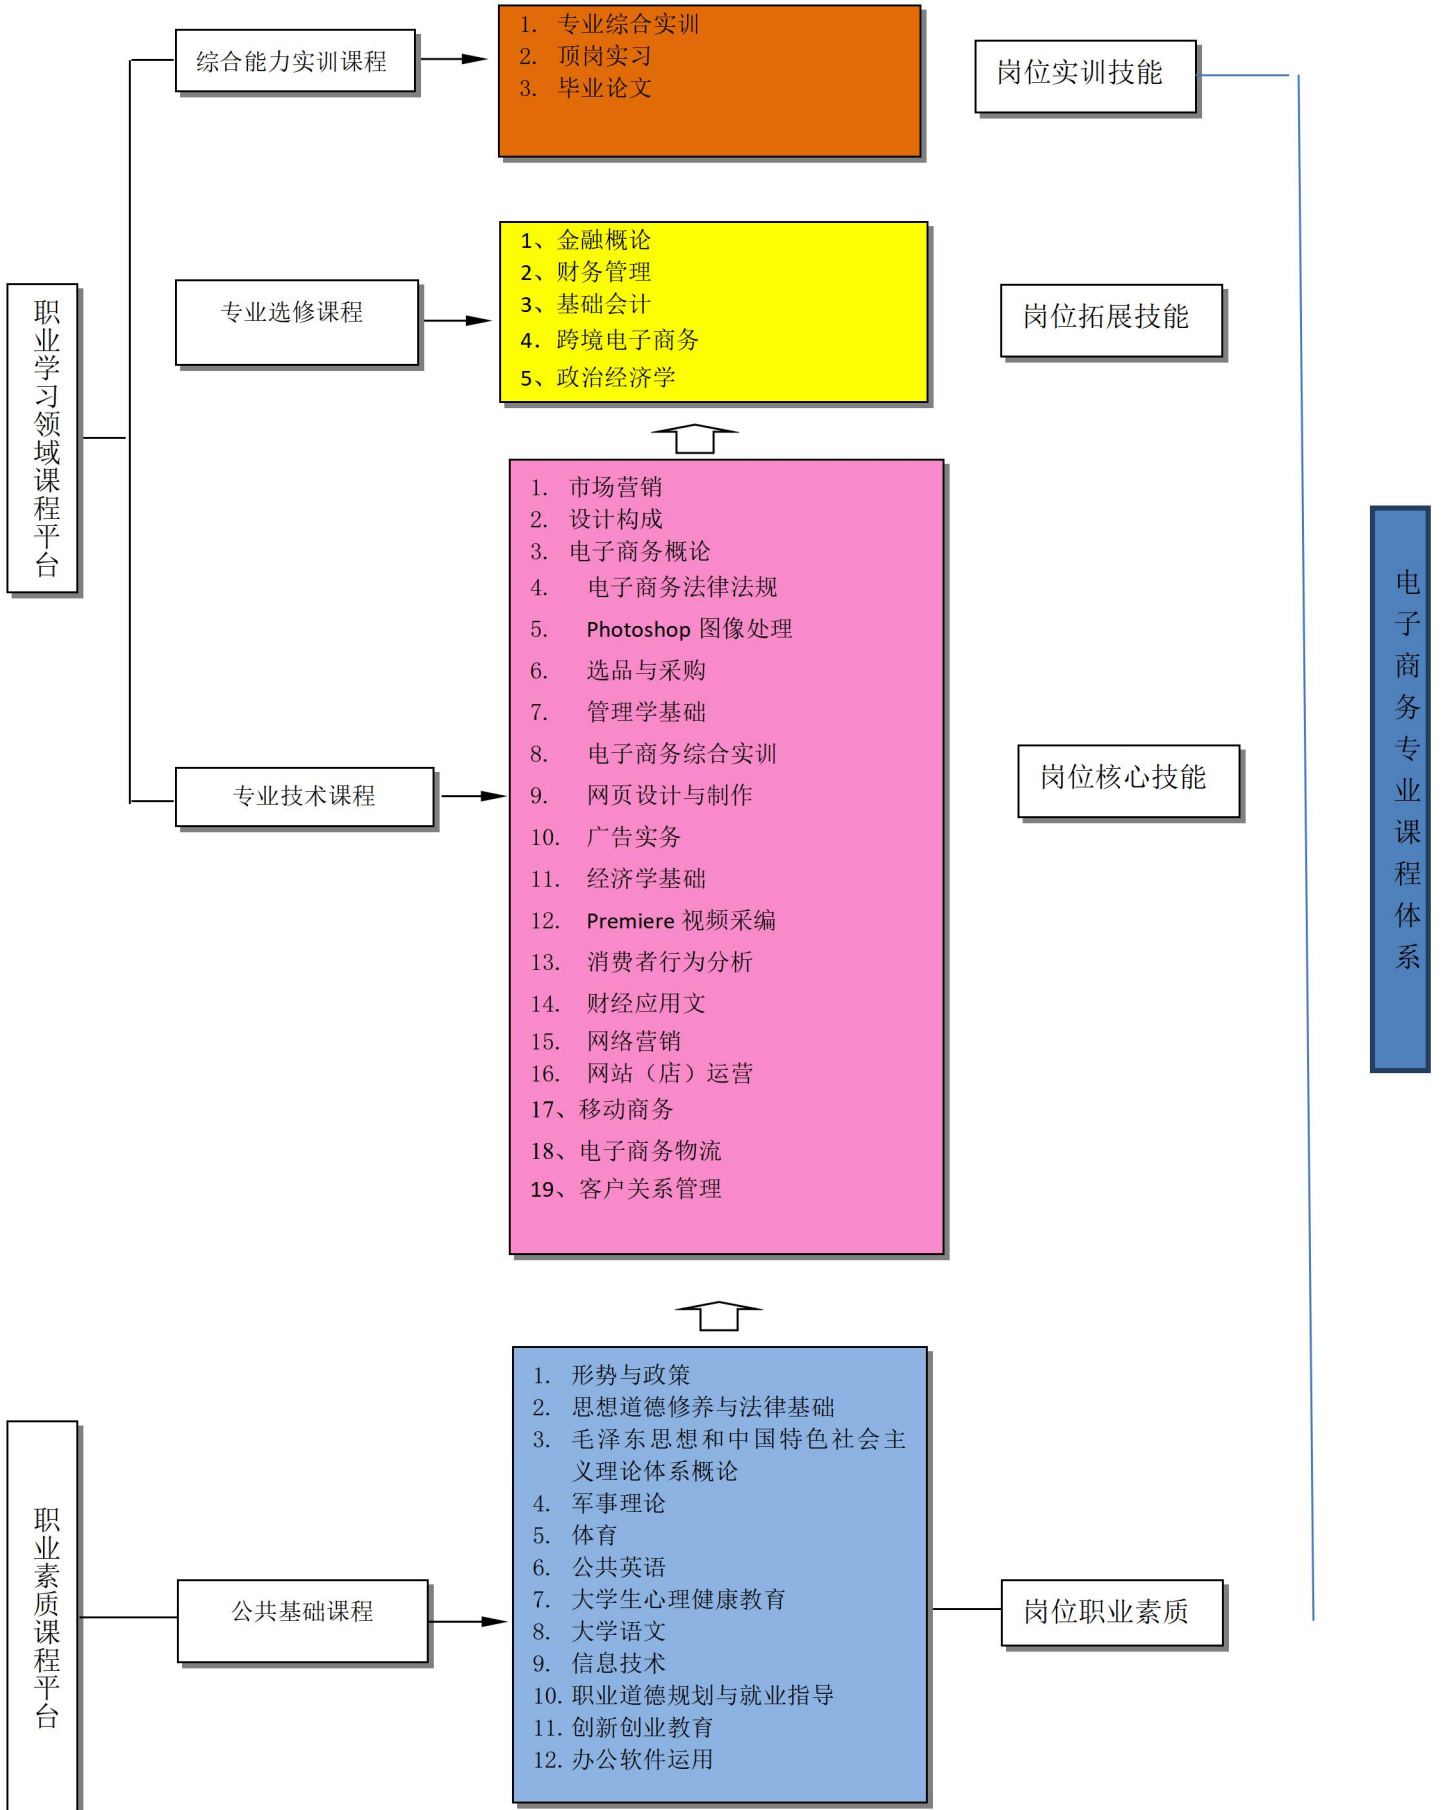 综合能力实训课程
1. 专业综合实训
2. 顶岗实习
3. 毕业论文
岗位实训技能
职业学习领域课程平台
专业选修课程
1、金融概论
2、财务管理
3、基础会计
4. 跨境电子商务
5、政治经济学
岗位拓展技能
专业技术课程
1. 市场营销
2. 设计构成
3. 电子商务概论
4. 电子商务法律法规
5. Photoshop 图像处理
6. 选品与采购
7. 管理学基础
8. 电子商务综合实训
9. 网页设计与制作
10. 广告实务
11. 经济学基础
12. Premiere 视频采编
13. 消费者行为分析
14. 财经应用文
15. 网络营销
16. 网站（店）运营
17、移动商务
18、电子商务物流
19、客户关系管理
岗位核心技能
电子商务专业课程体系
职业素质课程平台
公共基础课程
1. 形势与政策
2. 思想道德修养与法律基础
3. 毛泽东思想和中国特色社会主
义理论体系概论
4. 军事理论
5. 体育
6. 公共英语
7. 大学生心理健康教育
8. 大学语文
9. 信息技术
10. 职业道德规划与就业指导
11. 创新创业教育
12. 办公软件运用
岗位职业素质